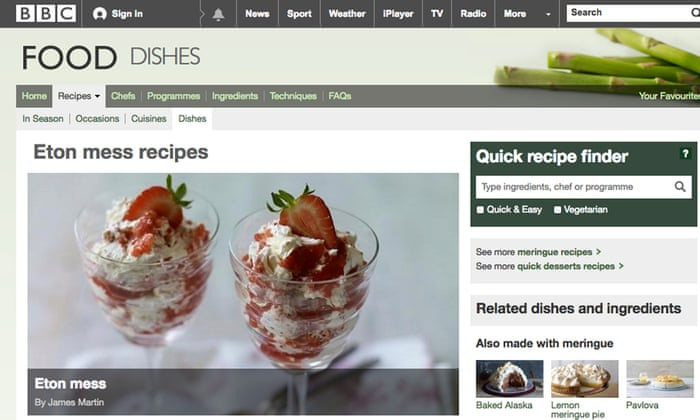 BBC Sign in News Sport Weather iPlayer TV Radio More Search
FOOD DISHES
Home Recipes Chefs Programmes Ingredients Techniques FAQs Your Favourites
In Season Occasions Cuisines Dishes
Eton mess recipes
Eton mess
By James Martin
Quick recipe finder ?
Type ingredients, chef or programme
Quick & Easy Vegetarian
See more meringue recipes >
See more quick desserts recipes >
Related dishes and ingredients
Also made with meringue
Baked Alaska
Lemon meringue pie
Pavlova